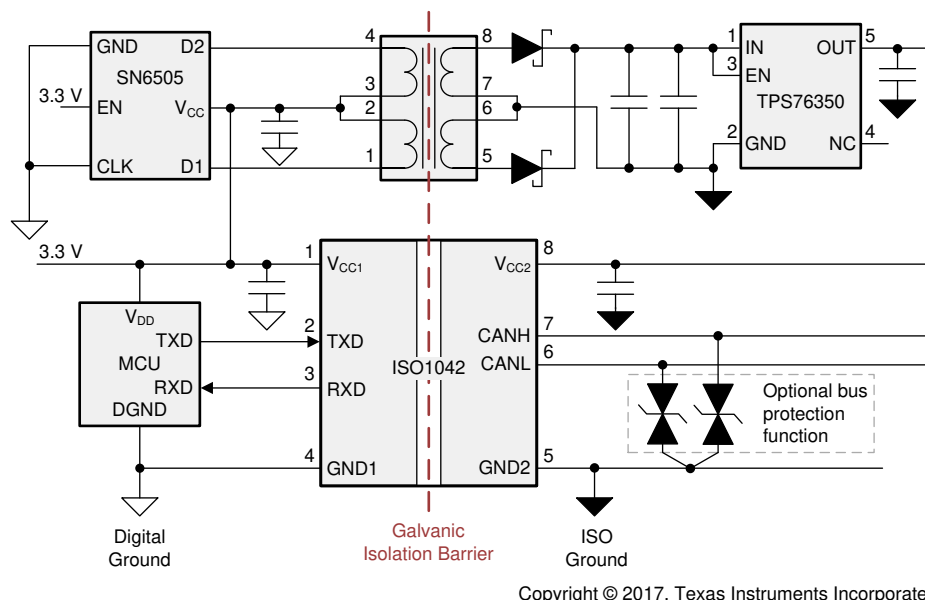 GND
D2
SN6505
3.3 V
EN
VCC
CLK
D1
4
3
2
1
8
7
6
5
1
3
2
IN
EN
GND
OUT
TPS76350
NC
5
4
3.3 V
1
VCC1
VDD
TXD
MCU
RXD
DGND
2
TXD
3
RXD
4
GND1
ISO1042
VCC2
8
CANH
7
CANL
6
GND2
5
Optional bus
protection
function
Digital
Ground
Galvanic
Isolation Barrier
ISO
Ground
Copyright © 2017, Texas Instruments Incorporate